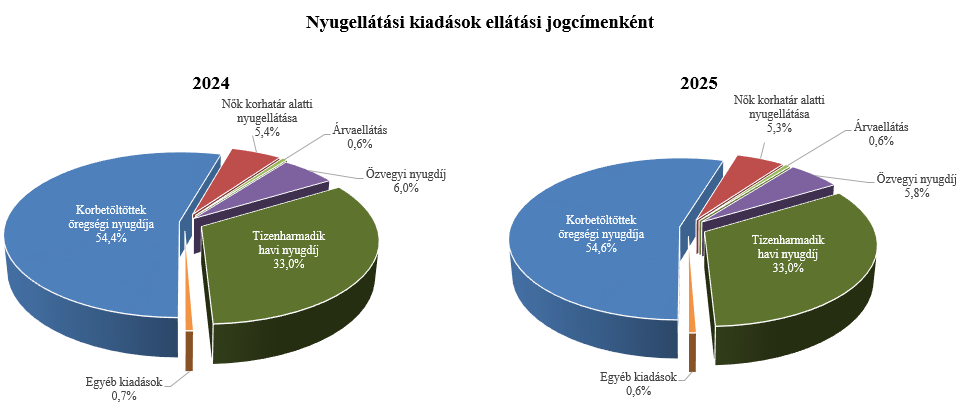 Nyugellátási kiadások ellátási jogcímenként
2024
Nők korhatár alatti
nyugellátása
5,4%
Árvaellátás
0,6%
Özvegyi nyugdíj
6,0%
Korbetöltöttek
öregségi nyugdíja
54,4%
Tizenharmadik
havi nyugdíj
33,0%
Egyéb kiadások
0,7%
2025
Nők korhatár alatti
nyugellátása
5,3%
Árvaellátás
0,6%
Özvegyi nyugdíj
5,8%
Korbetöltöttek
öregségi nyugdíja
54,6%
Tizenharmadik
havi nyugdíj
33,0%
Egyéb kiadások
0,6%